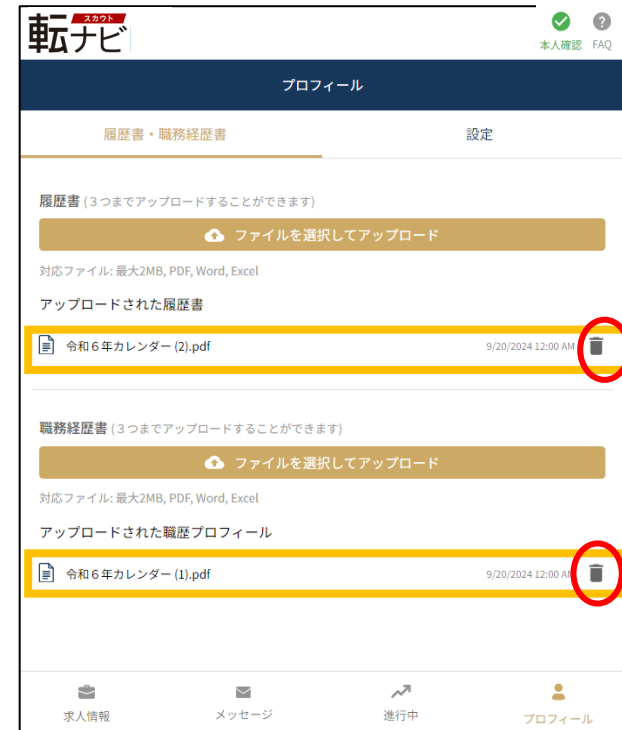 スカウト
転ナビ
本人確認 FAQ
プロフィール
履歴書・職務経歴書 設定
履歴書 (3つまでアップロードすることができます)
ファイルを選択してアップロード
対応ファイル: 最大2MB, PDF, Word, Excel
アップロードされた履歴書
令和６年カレンダー (2).pdf 9/20/2024 12:00 AM
職務経歴書 (3つまでアップロードすることができます)
ファイルを選択してアップロード
対応ファイル: 最大2MB, PDF, Word, Excel
アップロードされた職歴プロフィール
令和６年カレンダー (1).pdf 9/20/2024 12:00 AM
求人情報 メッセージ 進行中 プロフィール